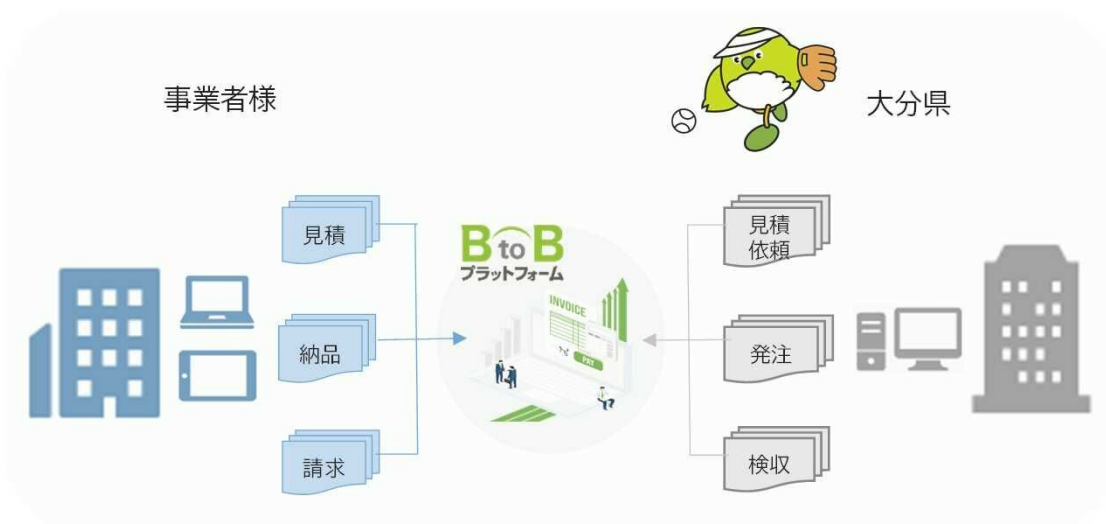 事業者様
大分県
見積
納品
請求
BtoB
プラットフォーム
INVOICE
PAY
見積
依頼
発注
検収